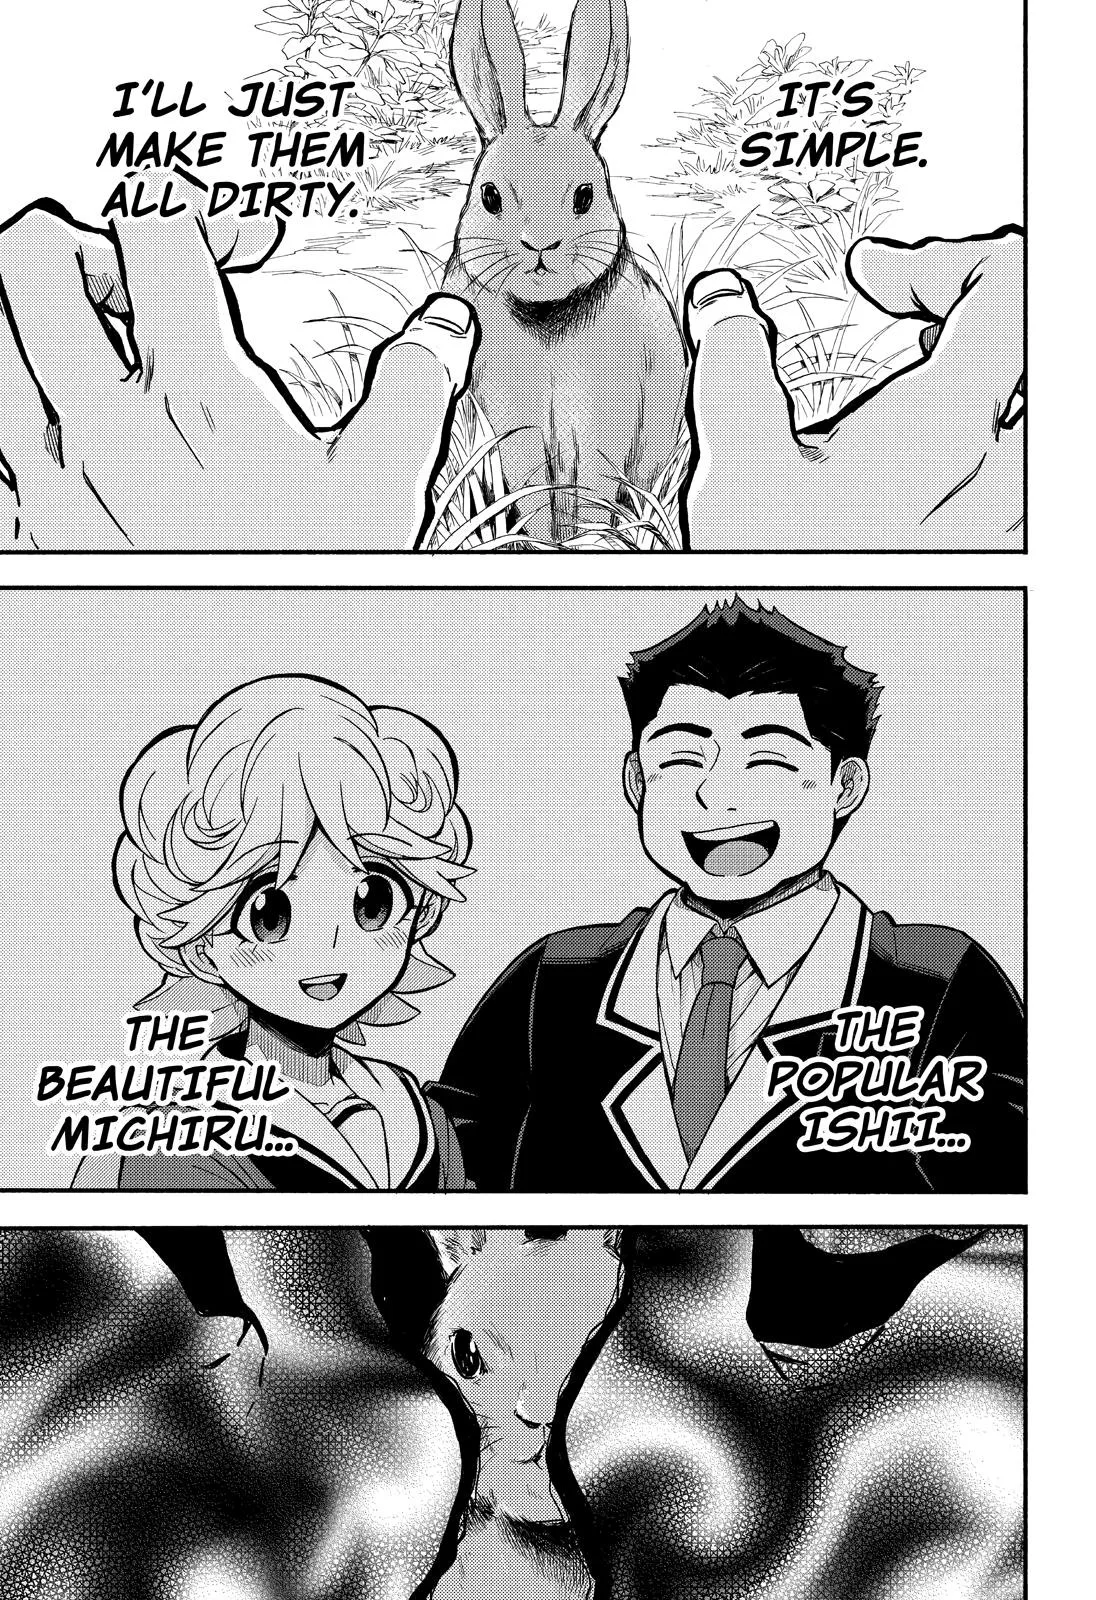 IT'S
SIMPLE.
I'LL JUST
MAKE THEM
ALL DIRTY.
THE
POPULAR
ISHII...
THE
BEAUTIFUL
MICHIRU...